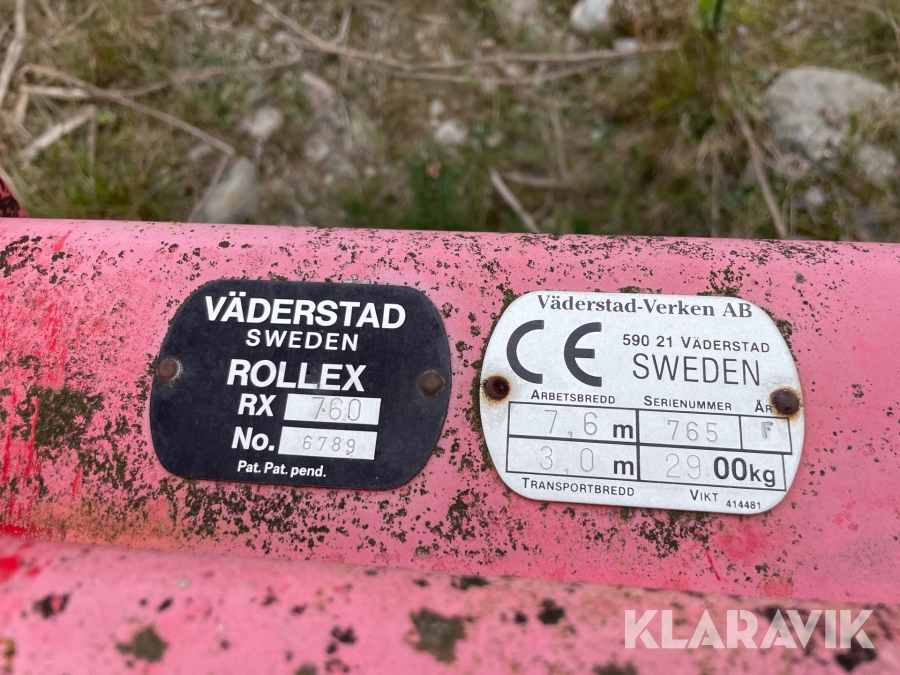 VÄDERSTAD
SWEDEN
ROLLEX
RX 760
No. 6789
Pat. Pat. pend.
Väderstad-Verken AB
CE
590 21 VÄDERSTAD
SWEDEN
ARBETSBREDD SERIENUMMER ÅR
7,6 m 765 F
3,0 m 2900kg
TRANSPORTBREDD VIKT 414481
KLARAVIK